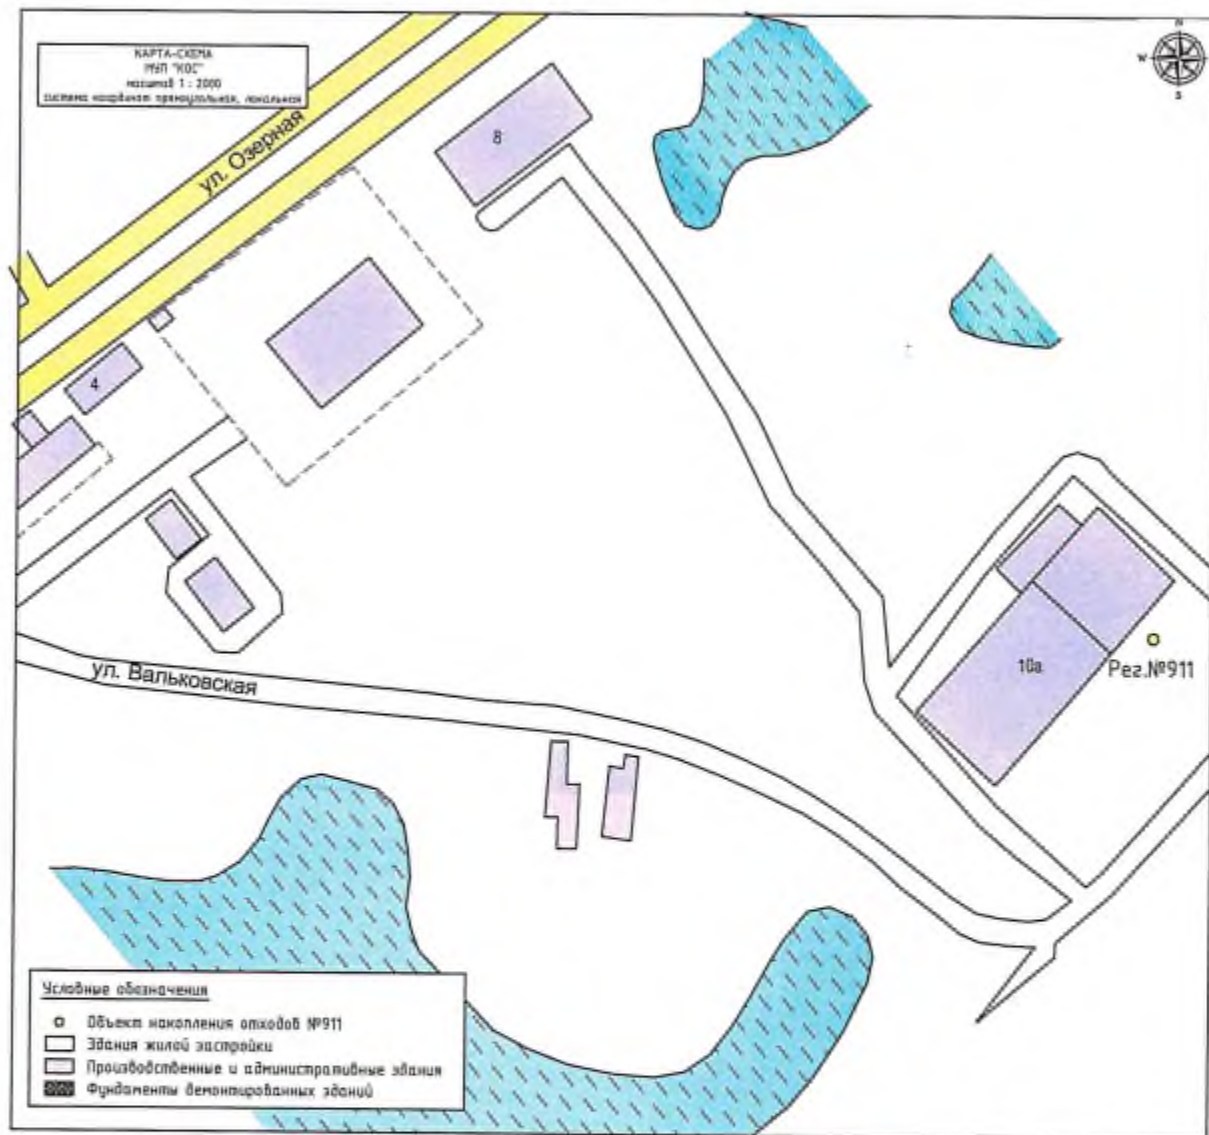 КАРТА-СХЕМА
МУП "КОС"
масштаб 1 : 2000
система координат прямоугольная, локальная
N
W
S
ул. Озерная
8
4
10а
Рег.№911
ул. Вальковская
Условные обозначения
Объект накопления отходов №911
Здания жилой застройки
Производственные и административные здания
Фундаменты демонтированных зданий